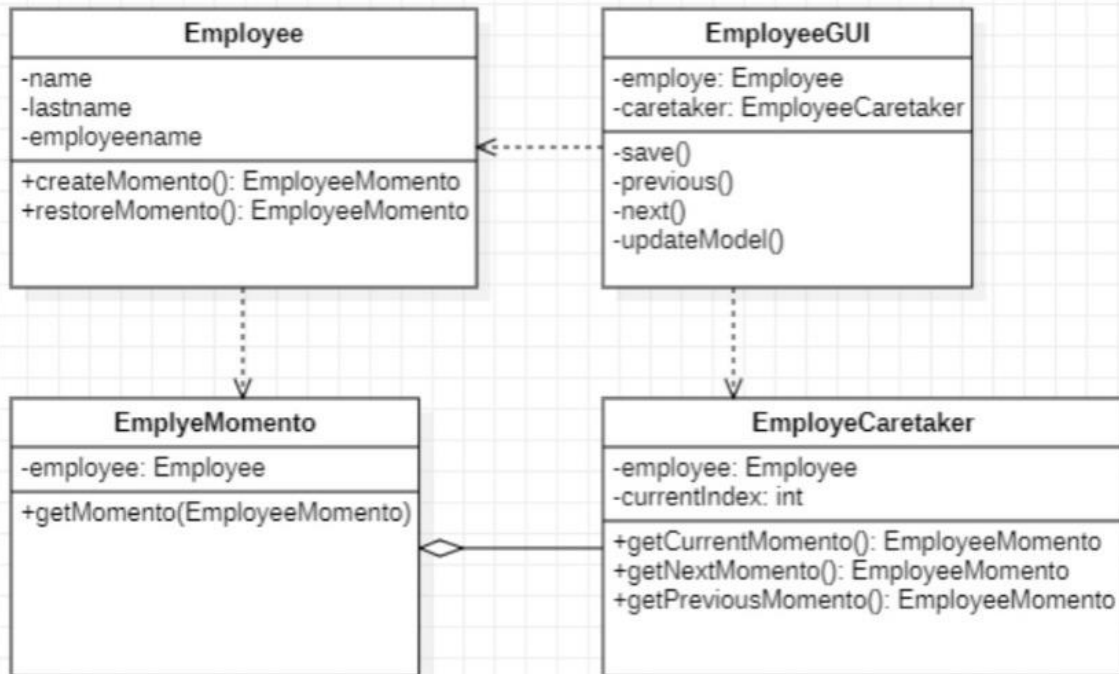 Employee
-name
-lastname
-employeename
+createMomento(): EmployeeMomento
+restoreMomento(): EmployeeMomento
EmployeeGUI
-employe: Employee
-caretaker: EmployeeCaretaker
-save()
-previous()
-next()
-updateModel()
EmplyeMomento
-employee: Employee
+getMomento(EmployeeMomento)
EmployeCaretaker
-employee: Employee
-currentIndex: int
+getCurrentMomento(): EmployeeMomento
+getNextMomento(): EmployeeMomento
+getPreviousMomento(): EmployeeMomento